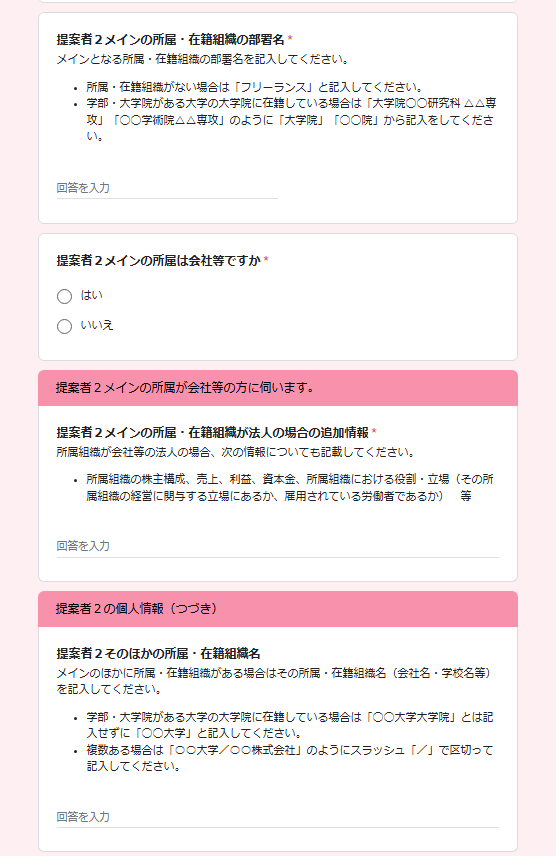 提案者２メインの所属・在籍組織の部署名 *
メインとなる所属・在籍組織の部署名を記入してください。
• 所属・在籍組織がない場合は「フリーランス」と記入してください。
• 学部・大学院がある大学の大学院に在籍している場合は「大学院〇〇研究科 △△専
攻」「〇〇学術院△△専攻」のように「大学院」「〇〇院」から記入をしてくださ
い。
回答を入力
提案者２メインの所属は会社等ですか *
はい
いいえ
提案者２メインの所属が会社等の方に伺います。
提案者２メインの所属・在籍組織が法人の場合の追加情報 *
所属組織が会社等の法人の場合、次の情報についても記載してください。
• 所属組織の株主構成、売上、利益、資本金、所属組織における役割・立場（その所
属組織の経営に関与する立場にあるか、雇用されている労働者であるか）　等
回答を入力
提案者２の個人情報（つづき）
提案者２そのほかの所属・在籍組織名
メインのほかに所属・在籍組織がある場合はその所属・在籍組織名（会社名・学校名等）
を記入してください。
• 学部・大学院がある大学の大学院に在籍している場合は「〇〇大学大学院」とは記
入せずに「〇〇大学」と記入してください。
• 複数ある場合は「〇〇大学／〇〇株式会社」のようにスラッシュ「／」で区切って
記入してください。
回答を入力